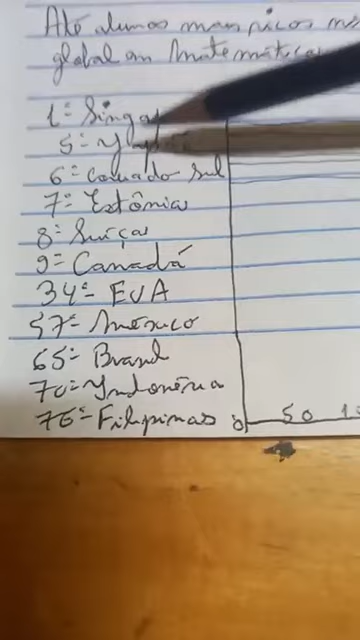 Até alunos mais ricos
global em matemática
1º Singa
5º
6º Coreia do sul
7º Estônia
8º Suíça
9º Canadá
34º EUA
57º México
65º Brasil
70º Indonésia
76º Filipinas
0 50